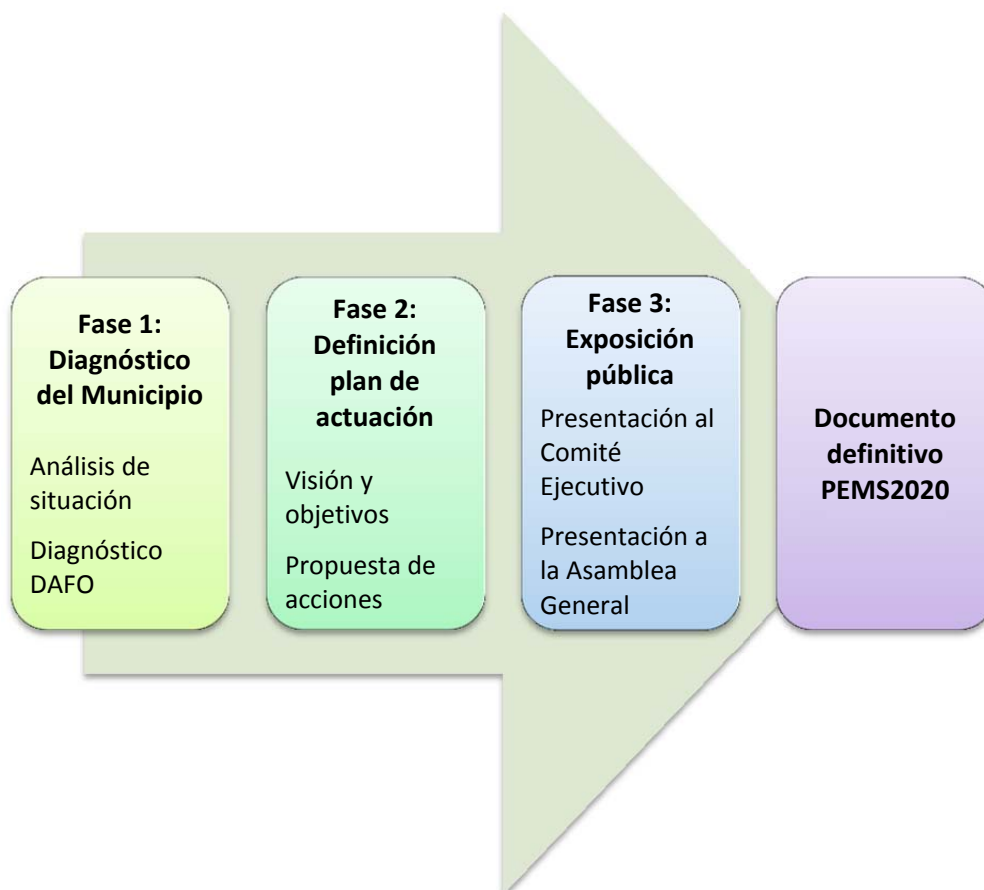 Fase 1:
Diagnóstico
del Municipio
Análisis de
situación
Diagnóstico
DAFO
Fase 2:
Definición
plan de
actuación
Visión y
objetivos
Propuesta de
acciones
Fase 3:
Exposición
pública
Presentación al
Comité
Ejecutivo
Presentación a
la Asamblea
General
Documento
definitivo
PEMS2020